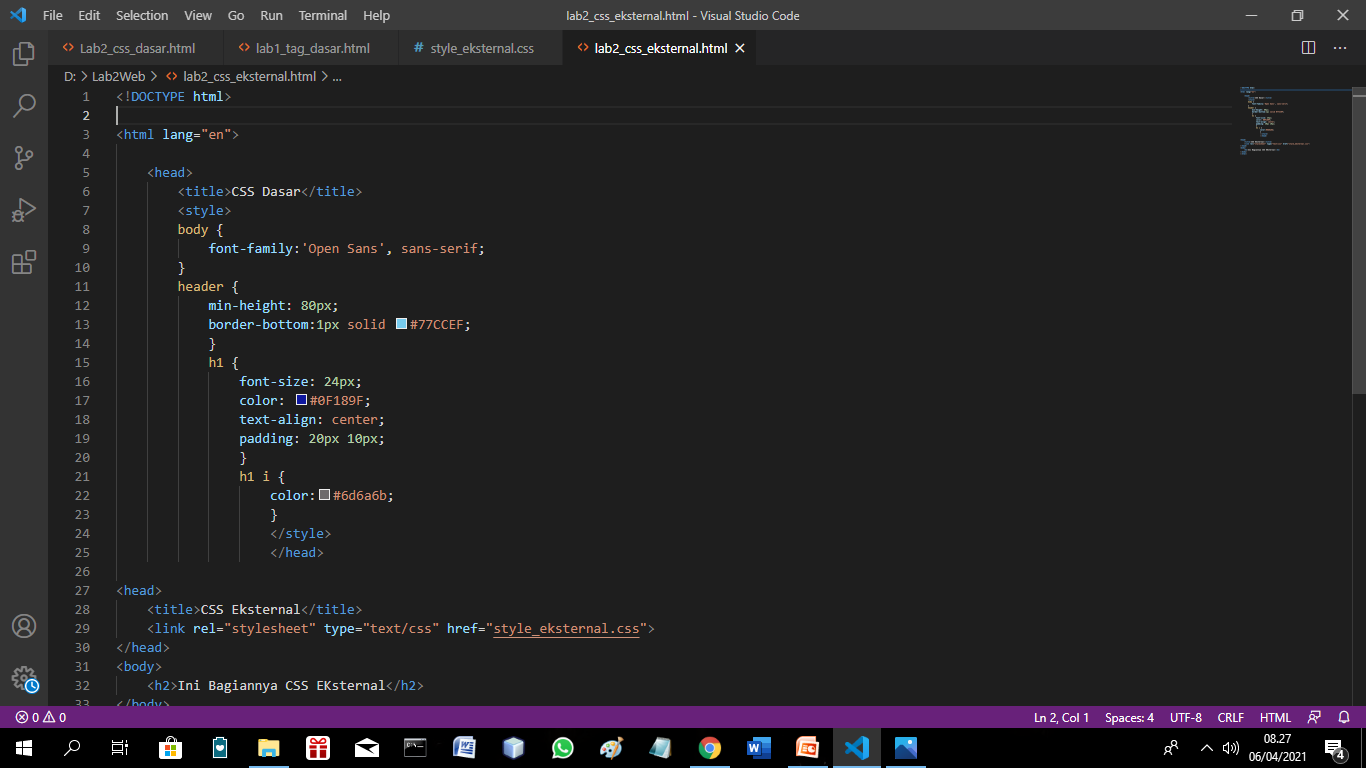 File Edit Selection View Go Run Terminal Help lab2_css_eksternal.html - Visual Studio Code
Lab2_css_dasar.html lab1_tag_dasar.html # style_eksternal.css lab2_css_eksternal.html
D: > Lab2Web > lab2_css_eksternal.html > ...
1 <!DOCTYPE html>
2
3 <html lang="en">
4
5 <head>
6 <title>CSS Dasar</title>
7 <style>
8 body {
9 font-family:'Open Sans', sans-serif;
10 }
11 header {
12 min-height: 80px;
13 border-bottom:1px solid #77CCEF;
14 }
15 h1 {
16 font-size: 24px;
17 color: #0F189F;
18 text-align: center;
19 padding: 20px 10px;
20 }
21 h1 i {
22 color:#6d6a6b;
23 }
24 </style>
25 </head>
26
27 <head>
28 <title>CSS Eksternal</title>
29 <link rel="stylesheet" type="text/css" href="style_eksternal.css">
30 </head>
31 <body>
32 <h2>Ini Bagiannya CSS EKsternal</h2>
33 </body>
0 0 Ln 2, Col 1 Spaces: 4 UTF-8 CRLF HTML
08.27
06/04/2021
4